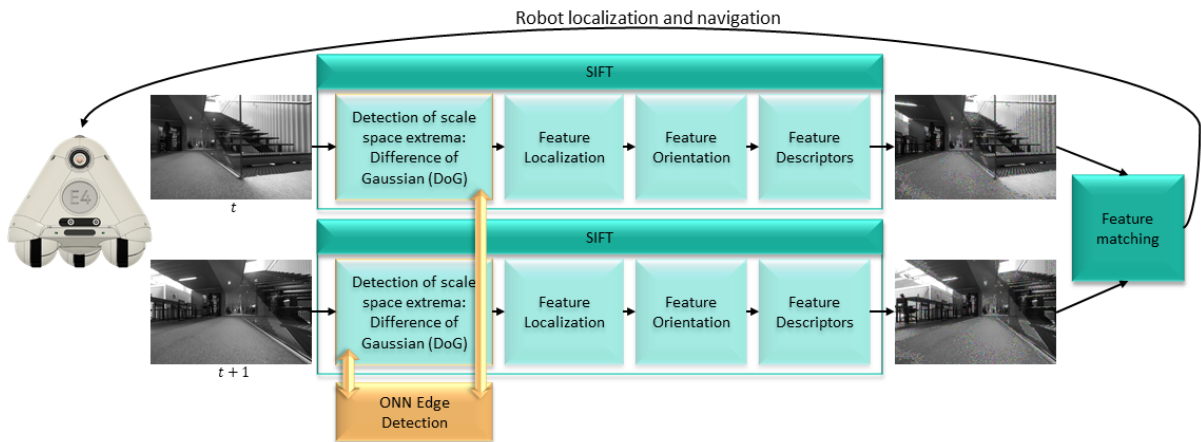 Robot localization and navigation
SIFT
Detection of scale
space extrema:
Difference of
Gaussian (DoG)
Feature
Localization
Feature
Orientation
Feature
Descriptors
E4
t
Feature
matching
SIFT
Detection of scale
space extrema:
Difference of
Gaussian (DoG)
Feature
Localization
Feature
Orientation
Feature
Descriptors
t + 1
ONN Edge
Detection